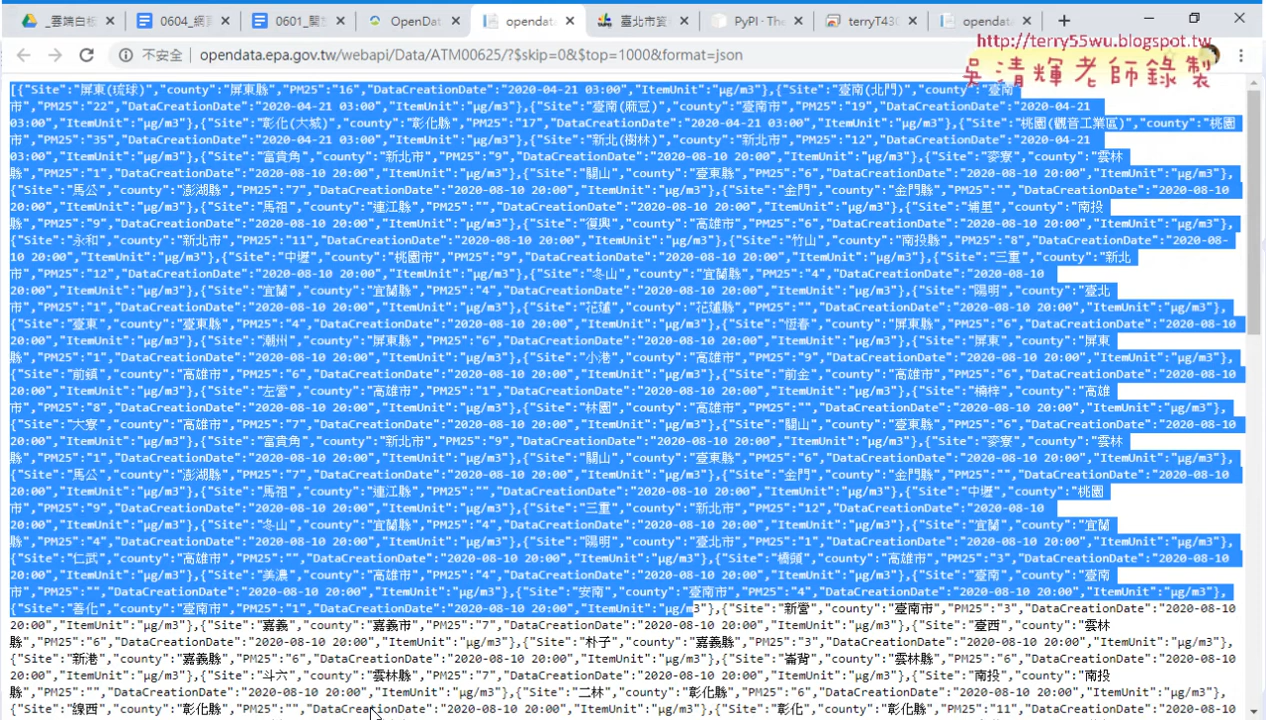 _雲端白板
0604_網頁
0601_開放
OpenDat
opendata
臺北市資
PyPI · The
terryT430
opendata
不安全
opendata.epa.gov.tw/webapi/Data/ATM00625/?$skip=0&$top=1000&format=json
http://terry55wu.blogspot.tw
吳清輝老師錄製
[{"Site":"屏東(琉球)","county":"屏東縣","PM25":"16","DataCreationDate":"2020-04-21 03:00","ItemUnit":"μg/m3"},{"Site":"臺南(北門)","county":"臺南
市","PM25":"22","DataCreationDate":"2020-04-21 03:00","ItemUnit":"μg/m3"},{"Site":"臺南(麻豆)","county":"臺南市","PM25":"19","DataCreationDate":"2020-04-21
03:00","ItemUnit":"μg/m3"},{"Site":"彰化(大城)","county":"彰化縣","PM25":"17","DataCreationDate":"2020-04-21 03:00","ItemUnit":"μg/m3"},{"Site":"桃園(觀音工業區)","county":"桃園
市","PM25":"35","DataCreationDate":"2020-04-21 03:00","ItemUnit":"μg/m3"},{"Site":"新北(樹林)","county":"新北市","PM25":"12","DataCreationDate":"2020-04-21
03:00","ItemUnit":"μg/m3"},{"Site":"富貴角","county":"新北市","PM25":"9","DataCreationDate":"2020-08-10 20:00","ItemUnit":"μg/m3"},{"Site":"麥寮","county":"雲林
縣","PM25":"1","DataCreationDate":"2020-08-10 20:00","ItemUnit":"μg/m3"},{"Site":"關山","county":"臺東縣","PM25":"6","DataCreationDate":"2020-08-10 20:00","ItemUnit":"μg/m3"},
{"Site":"馬公","county":"澎湖縣","PM25":"7","DataCreationDate":"2020-08-10 20:00","ItemUnit":"μg/m3"},{"Site":"金門","county":"金門縣","PM25":"","DataCreationDate":"2020-08-10
20:00","ItemUnit":"μg/m3"},{"Site":"馬祖","county":"連江縣","PM25":"","DataCreationDate":"2020-08-10 20:00","ItemUnit":"μg/m3"},{"Site":"埔里","county":"南投
縣","PM25":"9","DataCreationDate":"2020-08-10 20:00","ItemUnit":"μg/m3"},{"Site":"復興","county":"高雄市","PM25":"6","DataCreationDate":"2020-08-10 20:00","ItemUnit":"μg/m3"},
{"Site":"永和","county":"新北市","PM25":"11","DataCreationDate":"2020-08-10 20:00","ItemUnit":"μg/m3"},{"Site":"竹山","county":"南投縣","PM25":"8","DataCreationDate":"2020-08-
10 20:00","ItemUnit":"μg/m3"},{"Site":"中壢","county":"桃園市","PM25":"9","DataCreationDate":"2020-08-10 20:00","ItemUnit":"μg/m3"},{"Site":"三重","county":"新北
市","PM25":"12","DataCreationDate":"2020-08-10 20:00","ItemUnit":"μg/m3"},{"Site":"冬山","county":"宜蘭縣","PM25":"4","DataCreationDate":"2020-08-10
20:00","ItemUnit":"μg/m3"},{"Site":"宜蘭","county":"宜蘭縣","PM25":"4","DataCreationDate":"2020-08-10 20:00","ItemUnit":"μg/m3"},{"Site":"陽明","county":"臺北
市","PM25":"1","DataCreationDate":"2020-08-10 20:00","ItemUnit":"μg/m3"},{"Site":"花蓮","county":"花蓮縣","PM25":"","DataCreationDate":"2020-08-10 20:00","ItemUnit":"μg/m3"},
{"Site":"臺東","county":"臺東縣","PM25":"4","DataCreationDate":"2020-08-10 20:00","ItemUnit":"μg/m3"},{"Site":"恆春","county":"屏東縣","PM25":"6","DataCreationDate":"2020-08-10
20:00","ItemUnit":"μg/m3"},{"Site":"潮州","county":"屏東縣","PM25":"6","DataCreationDate":"2020-08-10 20:00","ItemUnit":"μg/m3"},{"Site":"屏東","county":"屏東
縣","PM25":"1","DataCreationDate":"2020-08-10 20:00","ItemUnit":"μg/m3"},{"Site":"小港","county":"高雄市","PM25":"9","DataCreationDate":"2020-08-10 20:00","ItemUnit":"μg/m3"},
{"Site":"前鎮","county":"高雄市","PM25":"6","DataCreationDate":"2020-08-10 20:00","ItemUnit":"μg/m3"},{"Site":"前金","county":"高雄市","PM25":"6","DataCreationDate":"2020-08-10
20:00","ItemUnit":"μg/m3"},{"Site":"左營","county":"高雄市","PM25":"1","DataCreationDate":"2020-08-10 20:00","ItemUnit":"μg/m3"},{"Site":"楠梓","county":"高雄
市","PM25":"8","DataCreationDate":"2020-08-10 20:00","ItemUnit":"μg/m3"},{"Site":"林園","county":"高雄市","PM25":"","DataCreationDate":"2020-08-10 20:00","ItemUnit":"μg/m3"},
{"Site":"大寮","county":"高雄市","PM25":"7","DataCreationDate":"2020-08-10 20:00","ItemUnit":"μg/m3"},{"Site":"關山","county":"臺東縣","PM25":"6","DataCreationDate":"2020-08-10
20:00","ItemUnit":"μg/m3"},{"Site":"富貴角","county":"新北市","PM25":"9","DataCreationDate":"2020-08-10 20:00","ItemUnit":"μg/m3"},{"Site":"麥寮","county":"雲林
縣","PM25":"1","DataCreationDate":"2020-08-10 20:00","ItemUnit":"μg/m3"},{"Site":"關山","county":"臺東縣","PM25":"6","DataCreationDate":"2020-08-10 20:00","ItemUnit":"μg/m3"},
{"Site":"馬公","county":"澎湖縣","PM25":"7","DataCreationDate":"2020-08-10 20:00","ItemUnit":"μg/m3"},{"Site":"金門","county":"金門縣","PM25":"","DataCreationDate":"2020-08-10
20:00","ItemUnit":"μg/m3"},{"Site":"馬祖","county":"連江縣","PM25":"","DataCreationDate":"2020-08-10 20:00","ItemUnit":"μg/m3"},{"Site":"中壢","county":"桃園
市","PM25":"9","DataCreationDate":"2020-08-10 20:00","ItemUnit":"μg/m3"},{"Site":"三重","county":"新北市","PM25":"12","DataCreationDate":"2020-08-10
20:00","ItemUnit":"μg/m3"},{"Site":"冬山","county":"宜蘭縣","PM25":"4","DataCreationDate":"2020-08-10 20:00","ItemUnit":"μg/m3"},{"Site":"宜蘭","county":"宜蘭
縣","PM25":"4","DataCreationDate":"2020-08-10 20:00","ItemUnit":"μg/m3"},{"Site":"陽明","county":"臺北市","PM25":"1","DataCreationDate":"2020-08-10 20:00","ItemUnit":"μg/m3"},
{"Site":"仁武","county":"高雄市","PM25":"","DataCreationDate":"2020-08-10 20:00","ItemUnit":"μg/m3"},{"Site":"橋頭","county":"高雄市","PM25":"3","DataCreationDate":"2020-08-10
20:00","ItemUnit":"μg/m3"},{"Site":"美濃","county":"高雄市","PM25":"4","DataCreationDate":"2020-08-10 20:00","ItemUnit":"μg/m3"},{"Site":"臺南","county":"臺南
市","PM25":"","DataCreationDate":"2020-08-10 20:00","ItemUnit":"μg/m3"},{"Site":"安南","county":"臺南市","PM25":"4","DataCreationDate":"2020-08-10 20:00","ItemUnit":"μg/m3"},
{"Site":"善化","county":"臺南市","PM25":"1","DataCreationDate":"2020-08-10 20:00","ItemUnit":"μg/m3"},{"Site":"新營","county":"臺南市","PM25":"3","DataCreationDate":"2020-08-10
20:00","ItemUnit":"μg/m3"},{"Site":"嘉義","county":"嘉義市","PM25":"7","DataCreationDate":"2020-08-10 20:00","ItemUnit":"μg/m3"},{"Site":"臺西","county":"雲林
縣","PM25":"6","DataCreationDate":"2020-08-10 20:00","ItemUnit":"μg/m3"},{"Site":"朴子","county":"嘉義縣","PM25":"3","DataCreationDate":"2020-08-10 20:00","ItemUnit":"μg/m3"},
{"Site":"新港","county":"嘉義縣","PM25":"6","DataCreationDate":"2020-08-10 20:00","ItemUnit":"μg/m3"},{"Site":"崙背","county":"雲林縣","PM25":"6","DataCreationDate":"2020-08-10
20:00","ItemUnit":"μg/m3"},{"Site":"斗六","county":"雲林縣","PM25":"7","DataCreationDate":"2020-08-10 20:00","ItemUnit":"μg/m3"},{"Site":"南投","county":"南投
縣","PM25":"","DataCreationDate":"2020-08-10 20:00","ItemUnit":"μg/m3"},{"Site":"二林","county":"彰化縣","PM25":"6","DataCreationDate":"2020-08-10 20:00","ItemUnit":"μg/m3"},
{"Site":"線西","county":"彰化縣","PM25":"","DataCreationDate":"2020-08-10 20:00","ItemUnit":"μg/m3"},{"Site":"彰化","county":"彰化縣","PM25":"11","DataCreationDate":"2020-08-10